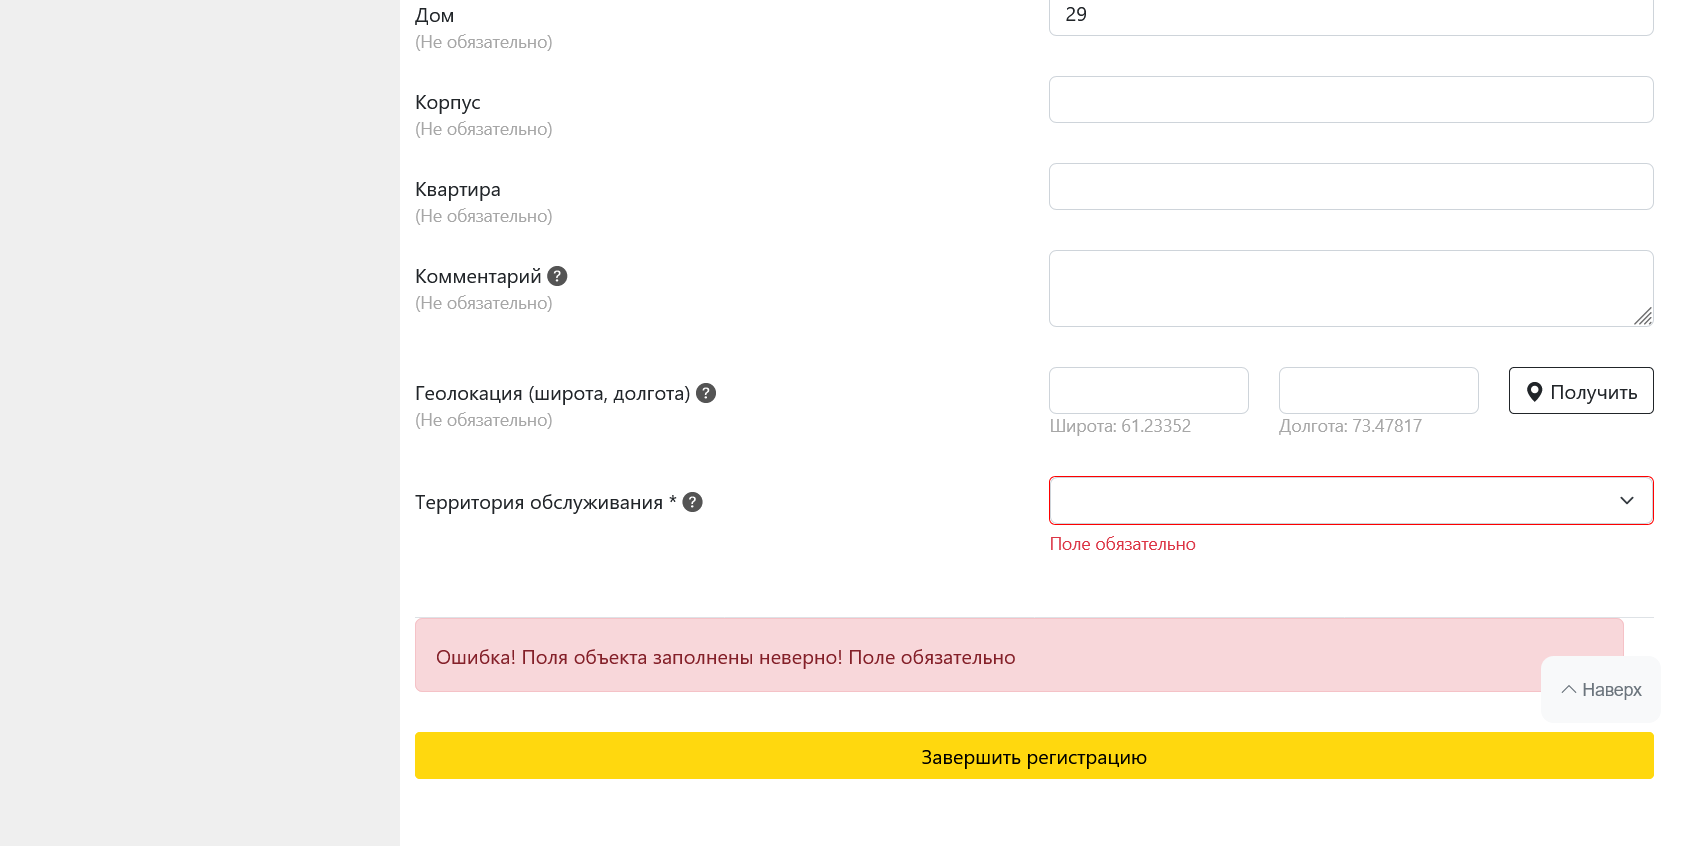 Дом
29
(Не обязательно)
Корпус
(Не обязательно)
Квартира
(Не обязательно)
Комментарий ?
(Не обязательно)
Геолокация (широта, долгота) ?
Получить
(Не обязательно)
Широта: 61.23352
Долгота: 73.47817
Территория обслуживания * ?
Поле обязательно
Ошибка! Поля объекта заполнены неверно! Поле обязательно
Наверх
Завершить регистрацию